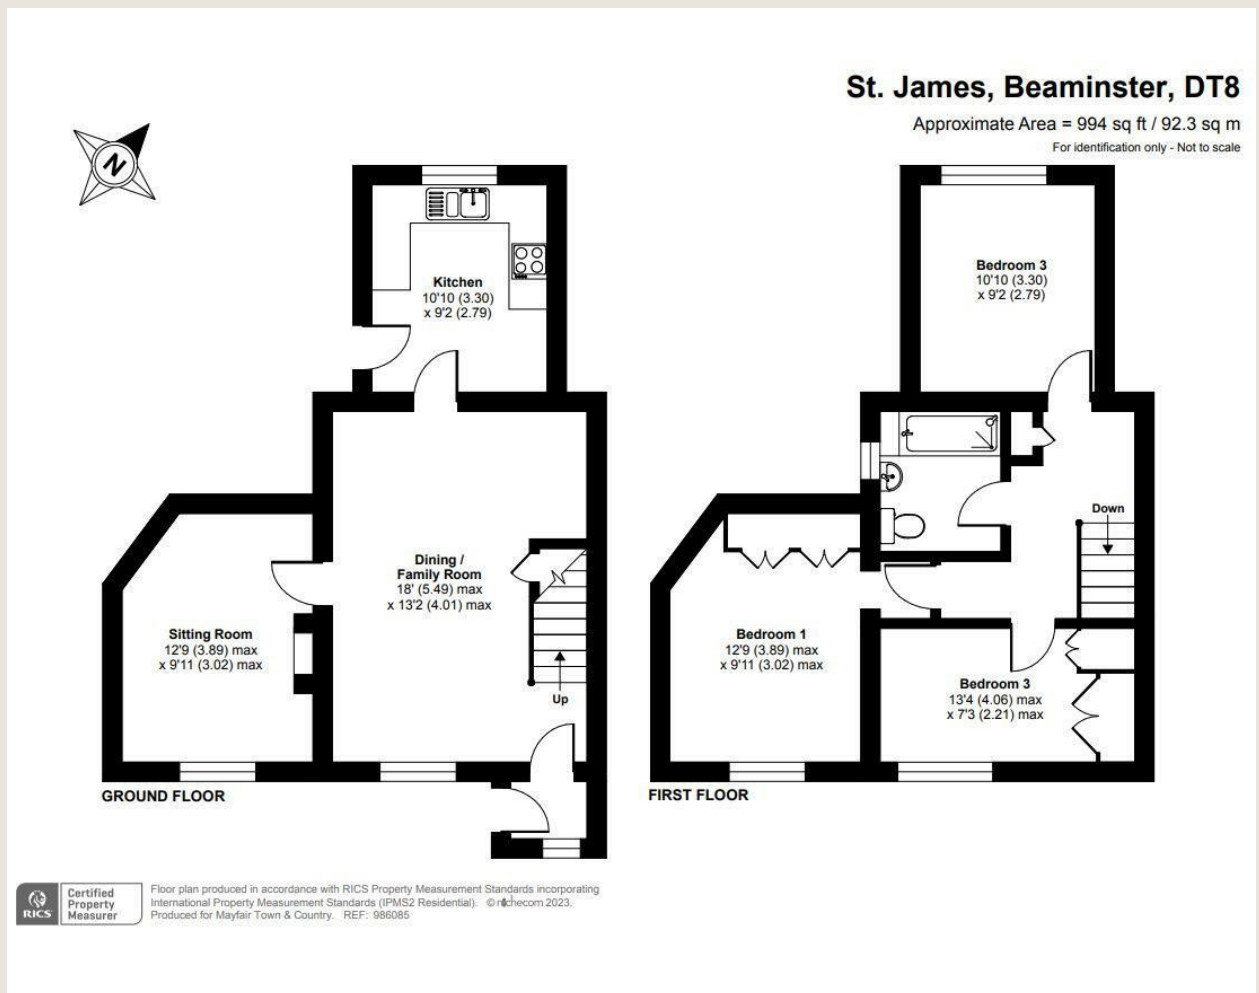 St. James, Beaminster, DT8
Approximate Area = 994 sq ft / 92.3 sq m
For identification only - Not to scale
N
Kitchen
10'10 (3.30)
x 9'2 (2.79)
Bedroom 3
10'10 (3.30)
x 9'2 (2.79)
Dining /
Family Room
18' (5.49) max
x 13'2 (4.01) max
Sitting Room
12'9 (3.89) max
x 9'11 (3.02) max
Up
Down
Bedroom 1
12'9 (3.89) max
x 9'11 (3.02) max
Bedroom 3
13'4 (4.06) max
x 7'3 (2.21) max
GROUND FLOOR
FIRST FLOOR
RICS
Certified
Property
Measurer
Floor plan produced in accordance with RICS Property Measurement Standards incorporating
International Property Measurement Standards (IPMS2 Residential). © nichecom 2023.
Produced for Mayfair Town & Country. REF: 986085